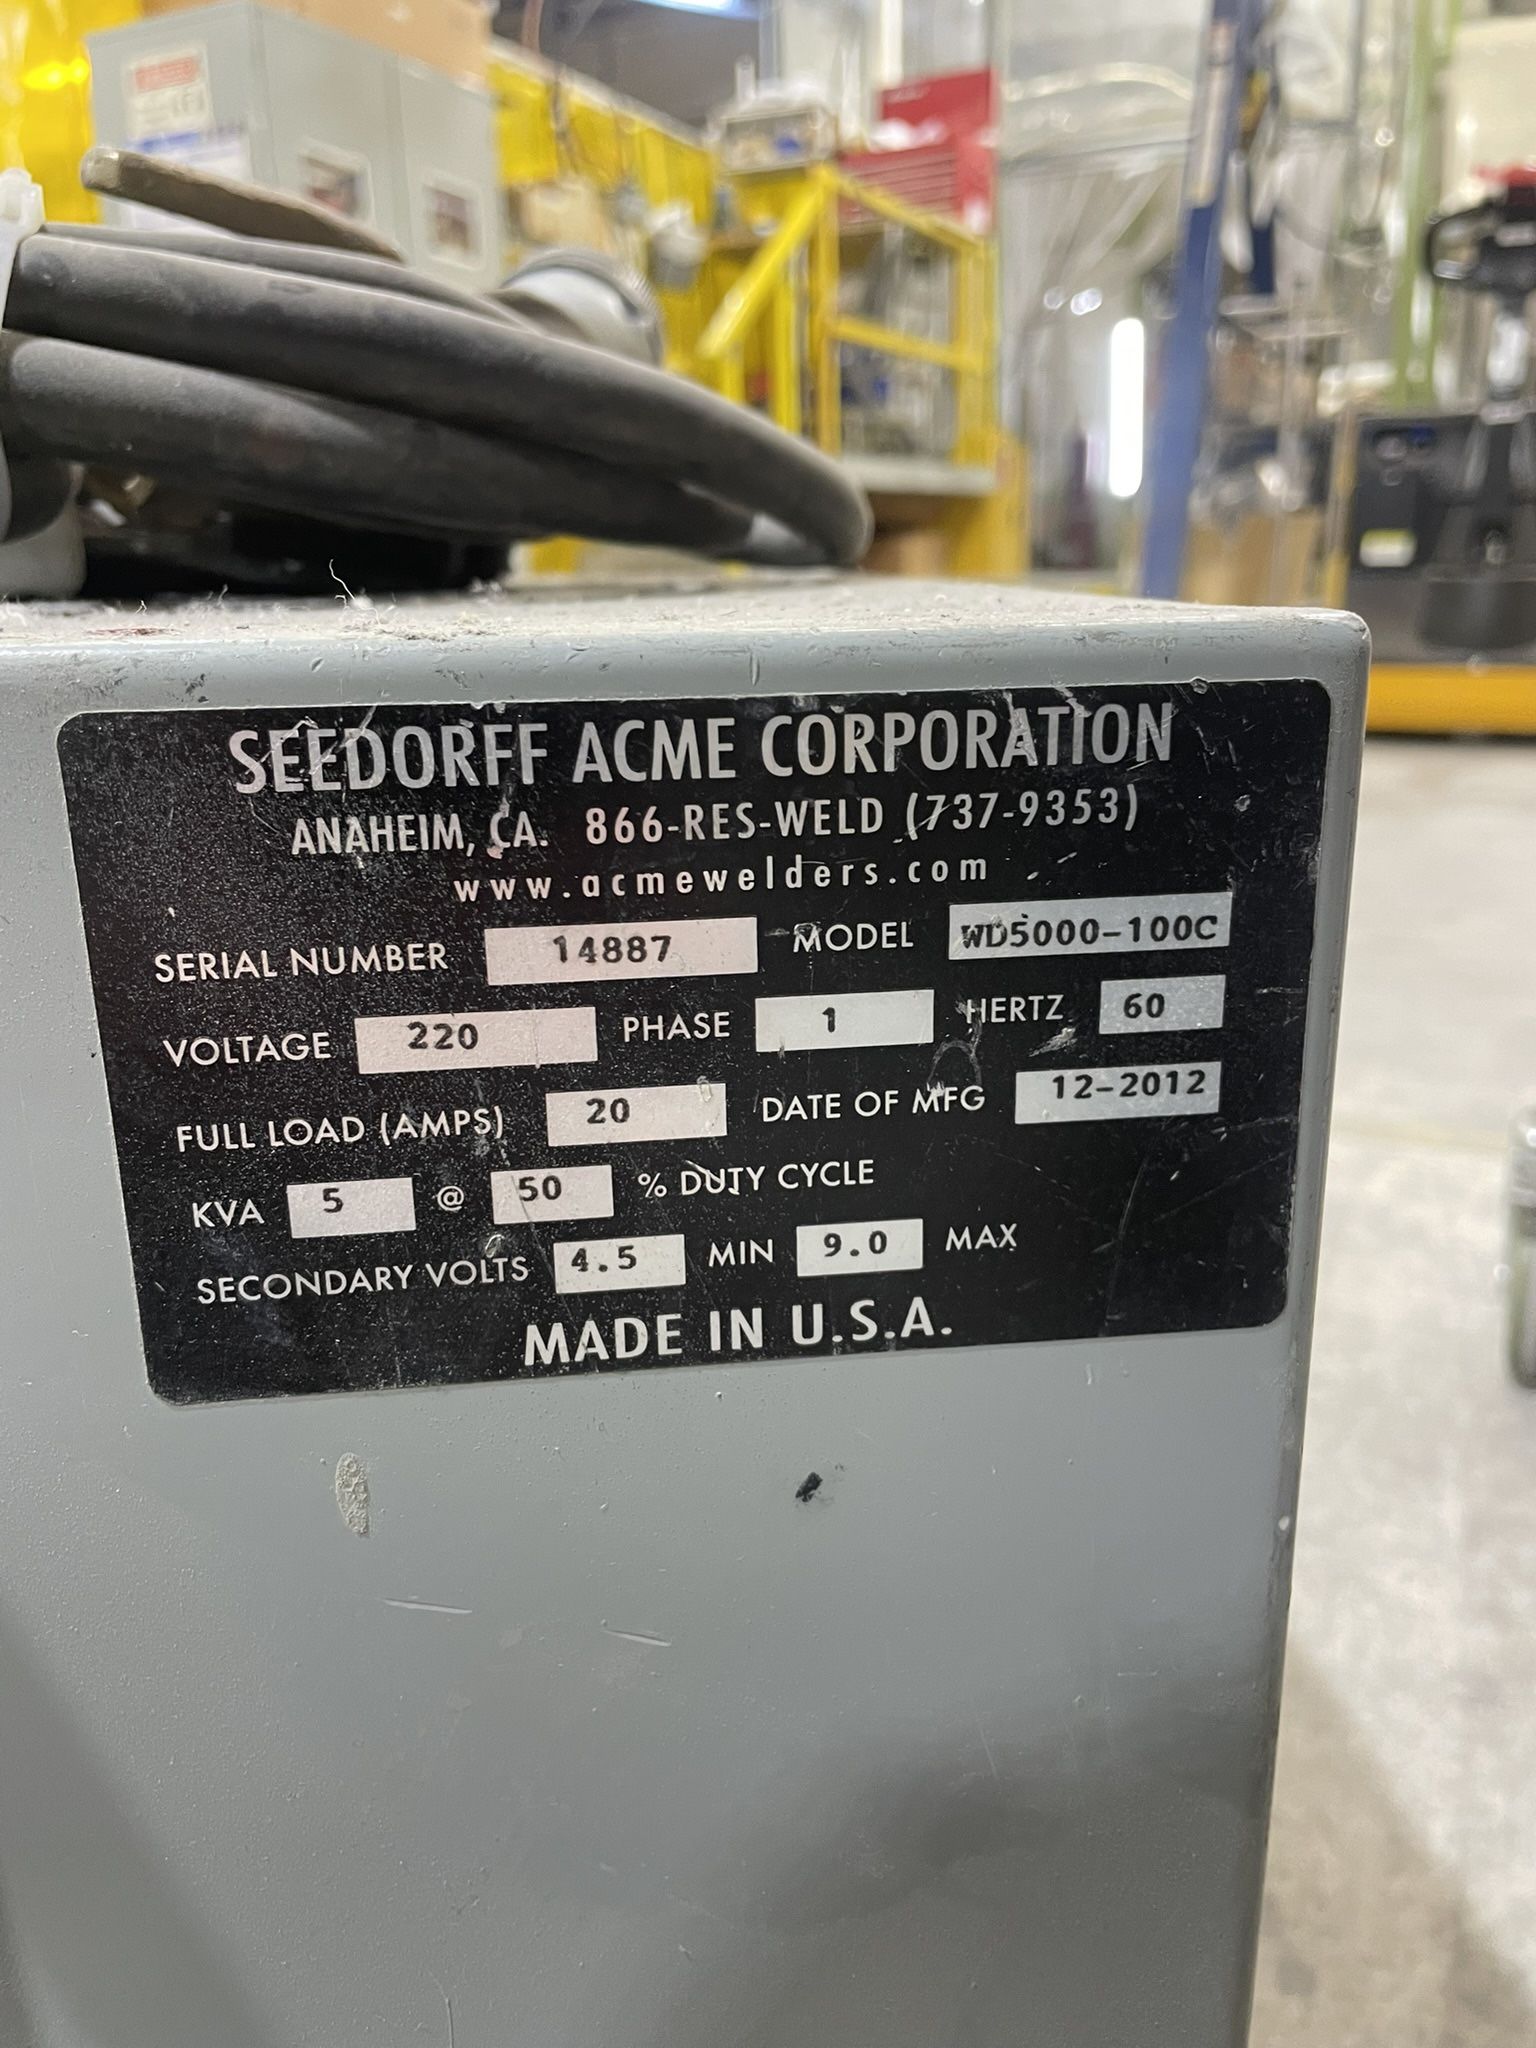 SEEDORFF ACME CORPORATION
ANAHEIM, CA. 866-RES-WELD (737-9353)
www.acmewelders.com
SERIAL NUMBER 14887 MODEL WD5000-100C
VOLTAGE 220 PHASE 1 HERTZ 60
FULL LOAD (AMPS) 20 DATE OF MFG 12-2012
KVA 5 @ 50 % DUTY CYCLE
SECONDARY VOLTS 4.5 MIN 9.0 MAX
MADE IN U.S.A.